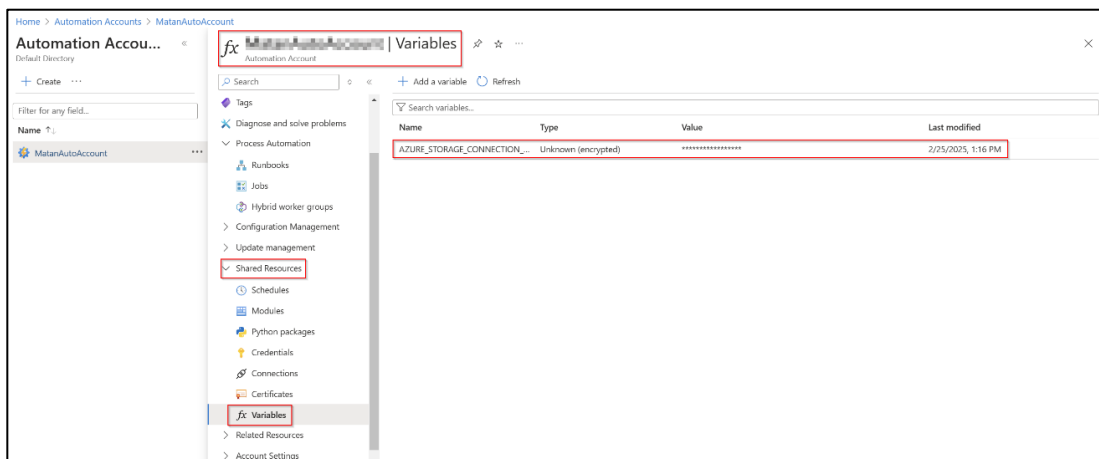 Home > Automation Accounts > MatanAutoAccount
Automation Accou...
Default Directory
+ Create ...
Filter for any field...
Name ↑↓
MatanAutoAccount ...
fx | Variables ...
Automation Account
Search
Tags
Diagnose and solve problems
Process Automation
Runbooks
Jobs
Hybrid worker groups
Configuration Management
Update management
Shared Resources
Schedules
Modules
Python packages
Credentials
Connections
Certificates
fx Variables
Related Resources
Account Settings
+ Add a variable Refresh
Search variables...
Name Type Value Last modified
AZURE_STORAGE_CONNECTION_... Unknown (encrypted) **************** 2/25/2025, 1:16 PM